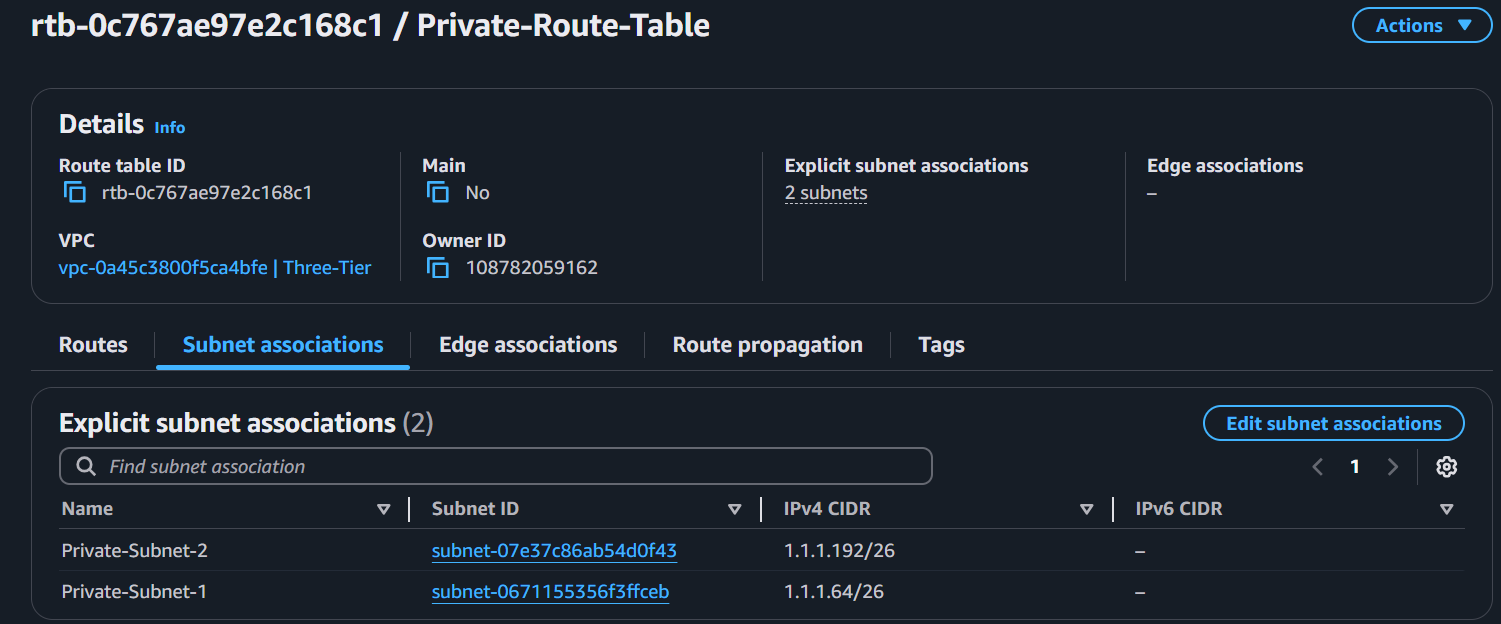 rtb-0c767ae97e2c168c1 / Private-Route-Table
Actions
Details Info
Route table ID
rtb-0c767ae97e2c168c1
Main
No
Explicit subnet associations
2 subnets
Edge associations
–
VPC
vpc-0a45c3800f5ca4bfe | Three-Tier
Owner ID
108782059162
Routes
Subnet associations
Edge associations
Route propagation
Tags
Explicit subnet associations (2)
Edit subnet associations
Find subnet association
1
Name Subnet ID IPv4 CIDR IPv6 CIDR
Private-Subnet-2 subnet-07e37c86ab54d0f43 1.1.1.192/26 –
Private-Subnet-1 subnet-0671155356f3ffceb 1.1.1.64/26 –